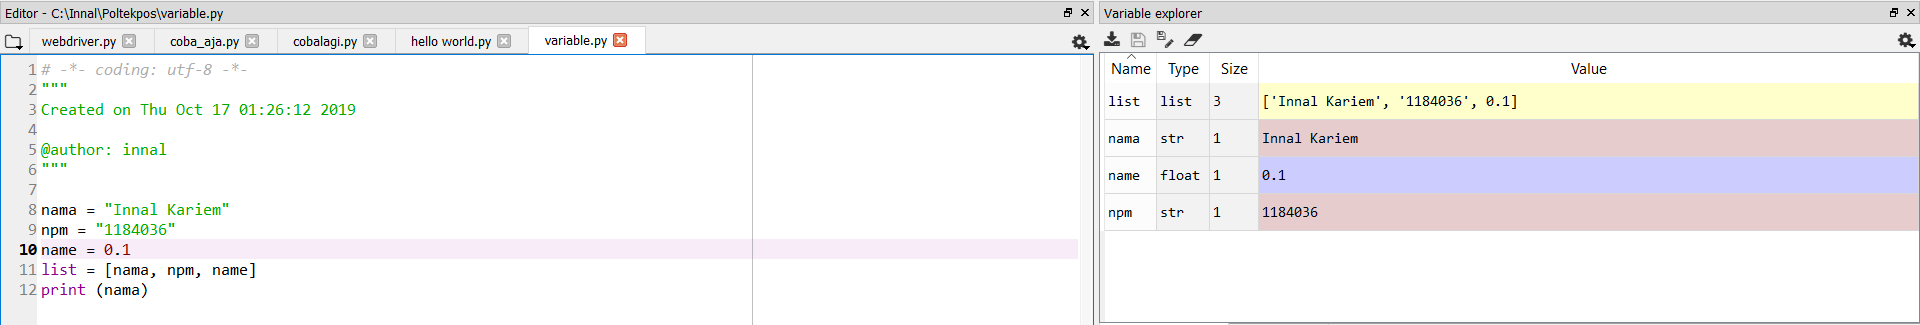 Editor - C:\Innal\Poltekpos\variable.py
webdriver.py coba_aja.py cobalagi.py hello world.py variable.py
1 # -*- coding: utf-8 -*-
2 """
3 Created on Thu Oct 17 01:26:12 2019
4
5 @author: innal
6 """
7
8 nama = "Innal Kariem"
9 npm = "1184036"
10 name = 0.1
11 list = [nama, npm, name]
12 print (nama)
Variable explorer
Name Type Size Value
list list 3 ['Innal Kariem', '1184036', 0.1]
nama str 1 Innal Kariem
name float 1 0.1
npm str 1 1184036